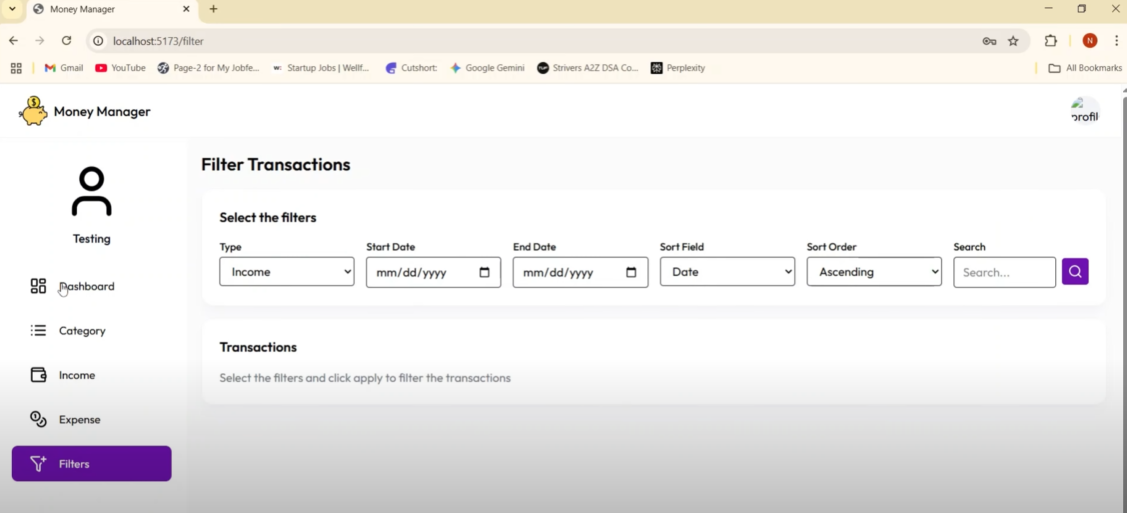 Money Manager
localhost:5173/filter
N
Gmail
YouTube
Page-2 for My Jobfe...
Startup Jobs | Wellf...
Cutshort:
Google Gemini
Strivers A2Z DSA Co...
Perplexity
All Bookmarks
Money Manager
profil
Testing
Dashboard
Category
Income
Expense
Filters
Filter Transactions
Select the filters
Type Start Date End Date Sort Field Sort Order Search
Income mm/dd/yyyy mm/dd/yyyy Date Ascending Search...
Transactions
Select the filters and click apply to filter the transactions